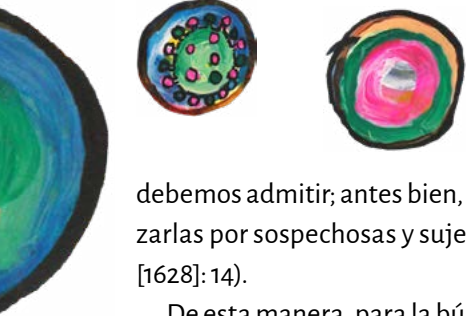 debemos admitir; antes bien,
zarlas por sospechosas y suje
[1628]: 14).
De esta manera, para la bú